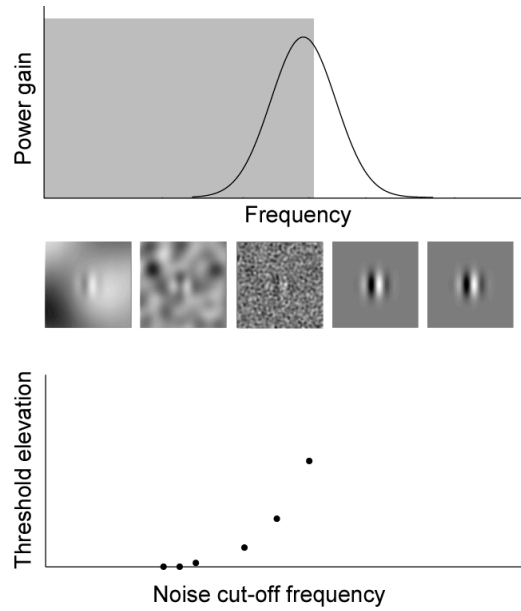 Power gain
Frequency
Threshold elevation
Noise cut-off frequency